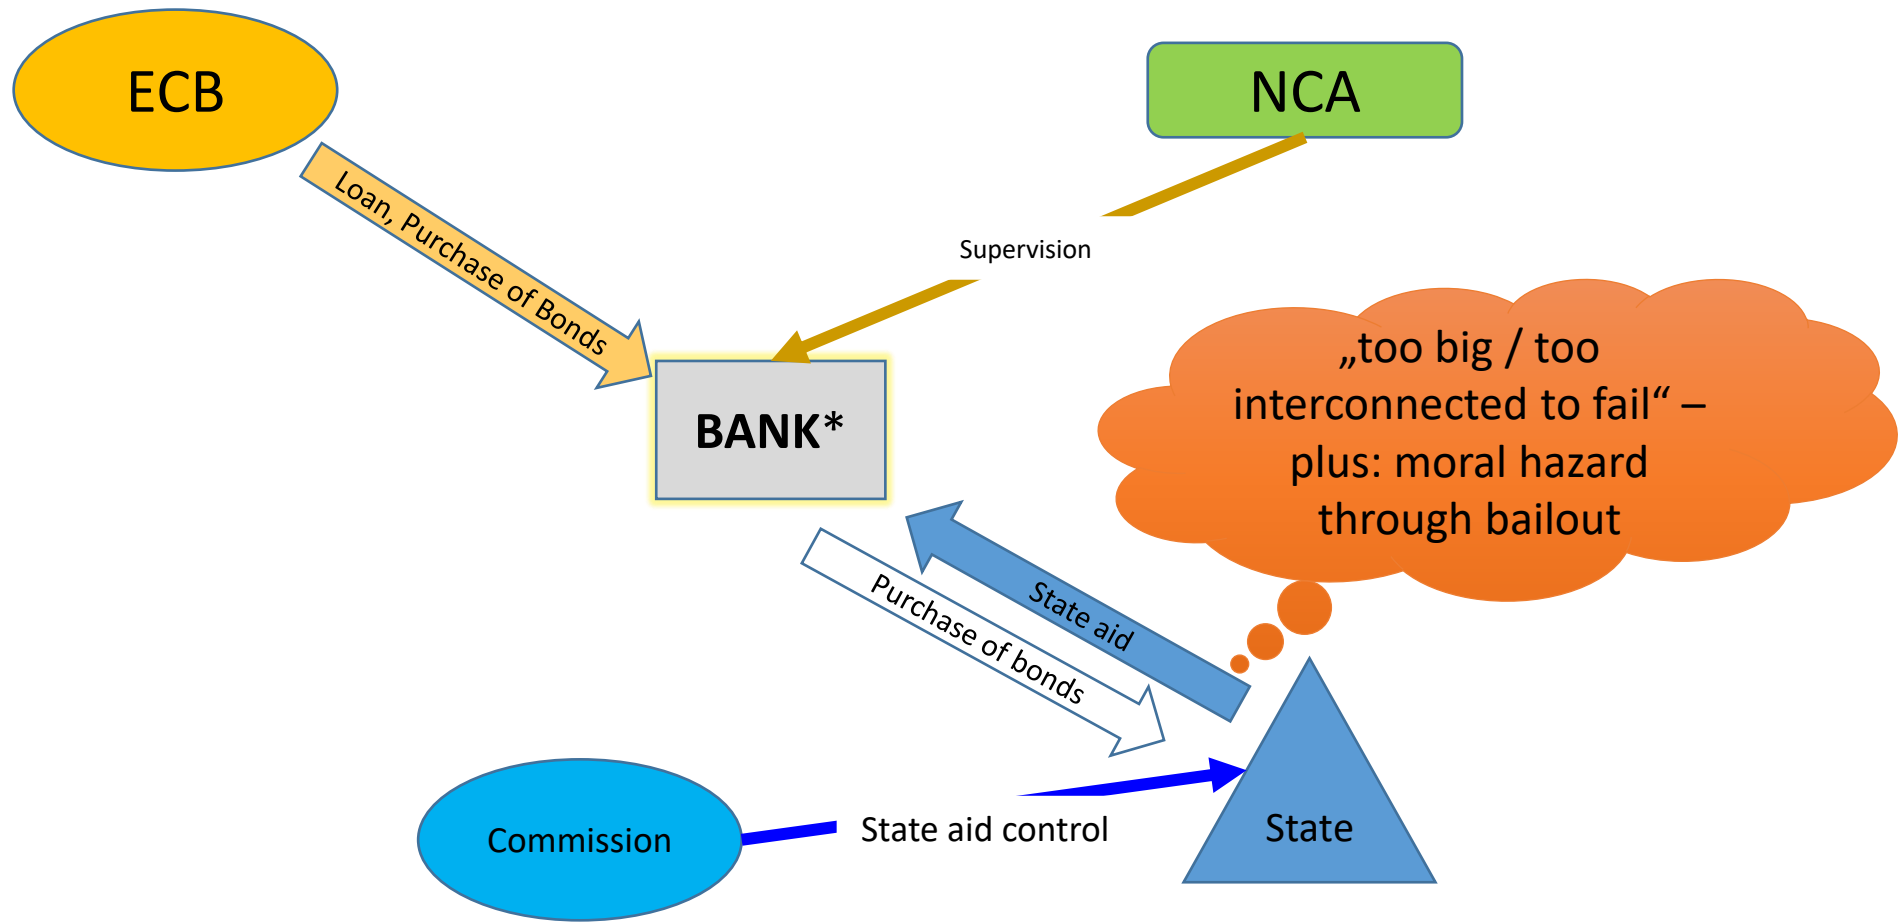 ECB
NCA
Loan, Purchase of Bonds
Supervision
„too big / too
interconnected to fail“ –
plus: moral hazard
through bailout
BANK*
State aid
Purchase of bonds
Commission
State aid control
State